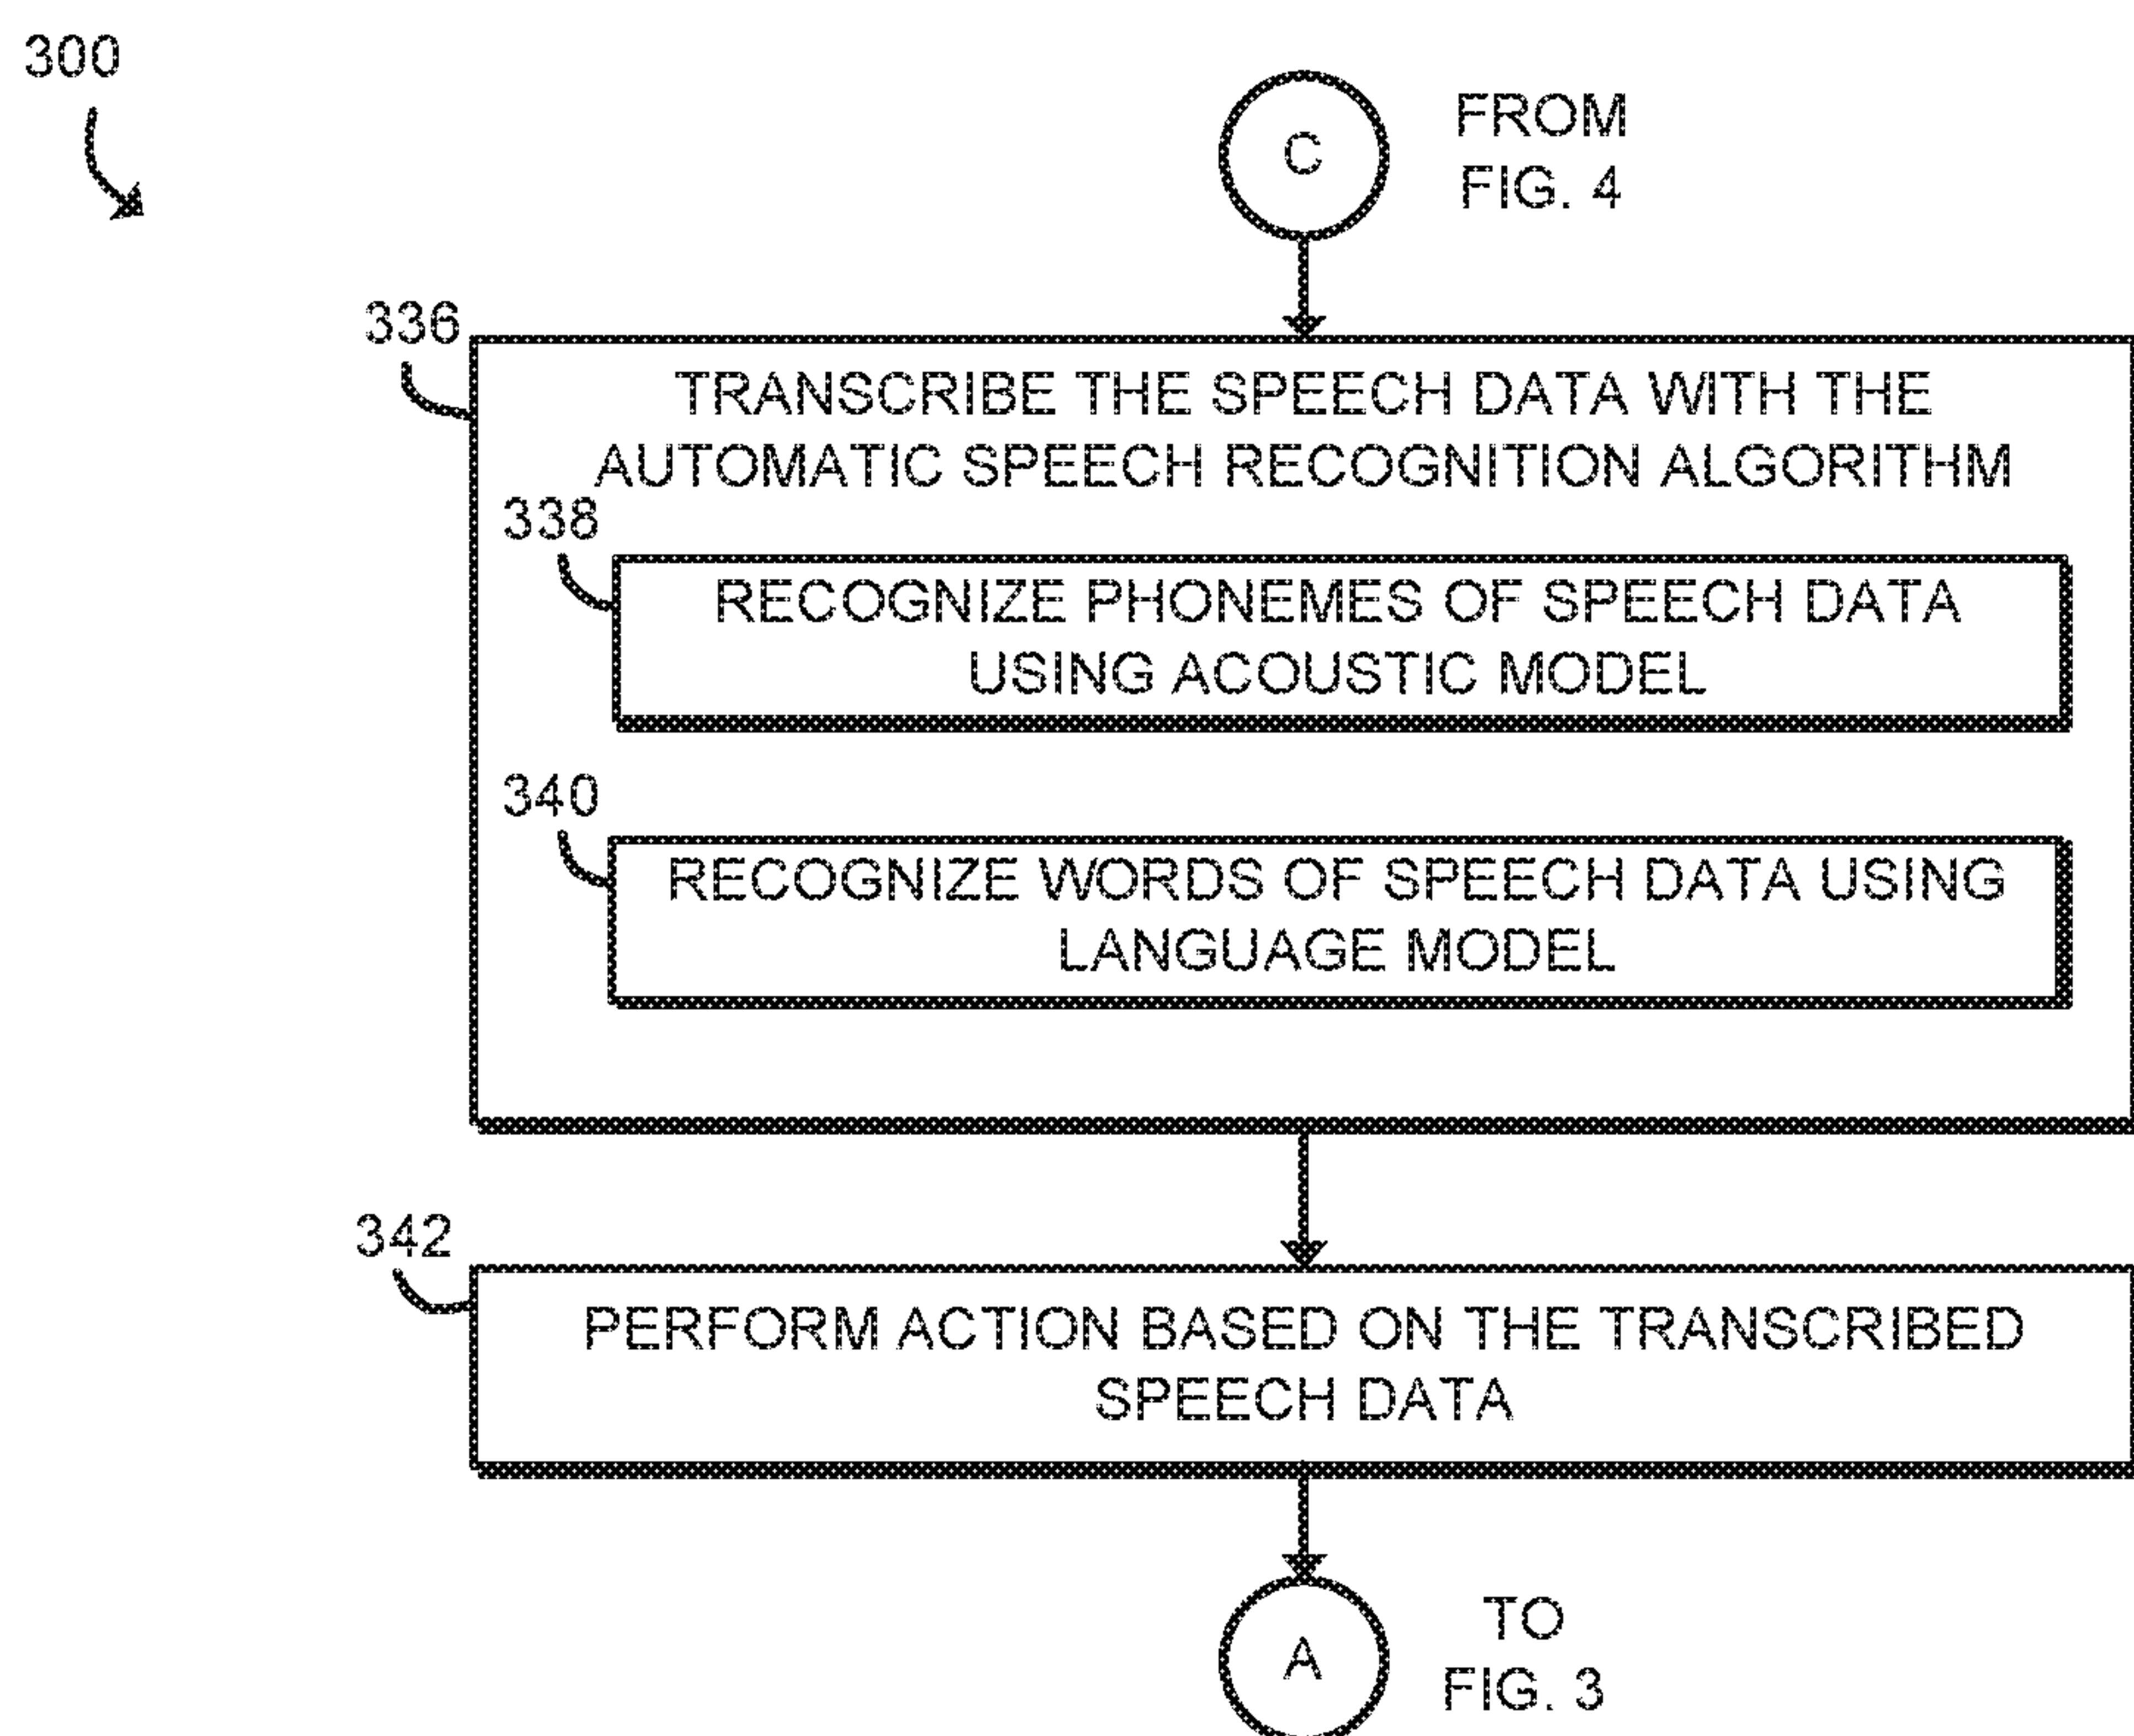 300
C
FROM
FIG. 4
336
TRANSCRIBE THE SPEECH DATA WITH THE
AUTOMATIC SPEECH RECOGNITION ALGORITHM
338
RECOGNIZE PHONEMES OF SPEECH DATA
USING ACOUSTIC MODEL
340
RECOGNIZE WORDS OF SPEECH DATA USING
LANGUAGE MODEL
342
PERFORM ACTION BASED ON THE TRANSCRIBED
SPEECH DATA
A
TO
FIG. 3